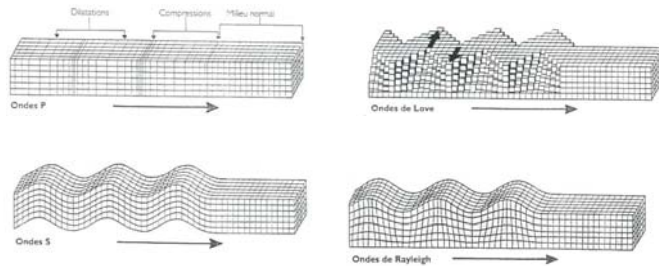 Dilatations Compressions Milieu normal
Ondes P
Ondes de Love
Ondes S
Ondes de Rayleigh